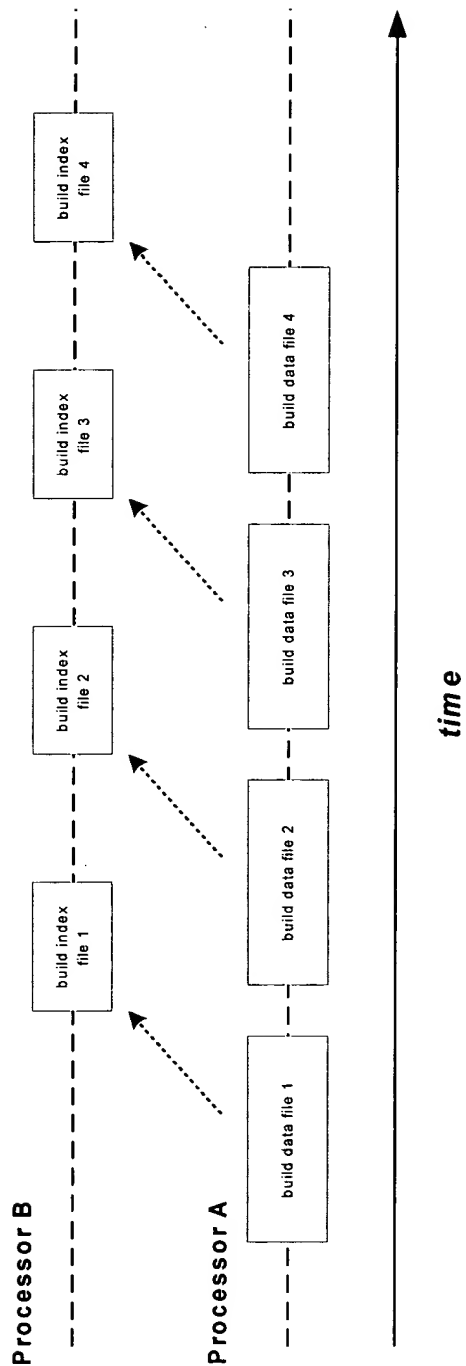 Processor B
build index
file 1
build index
file 2
build index
file 3
build index
file 4
Processor A
build data file 1
build data file 2
build data file 3
build data file 4
time